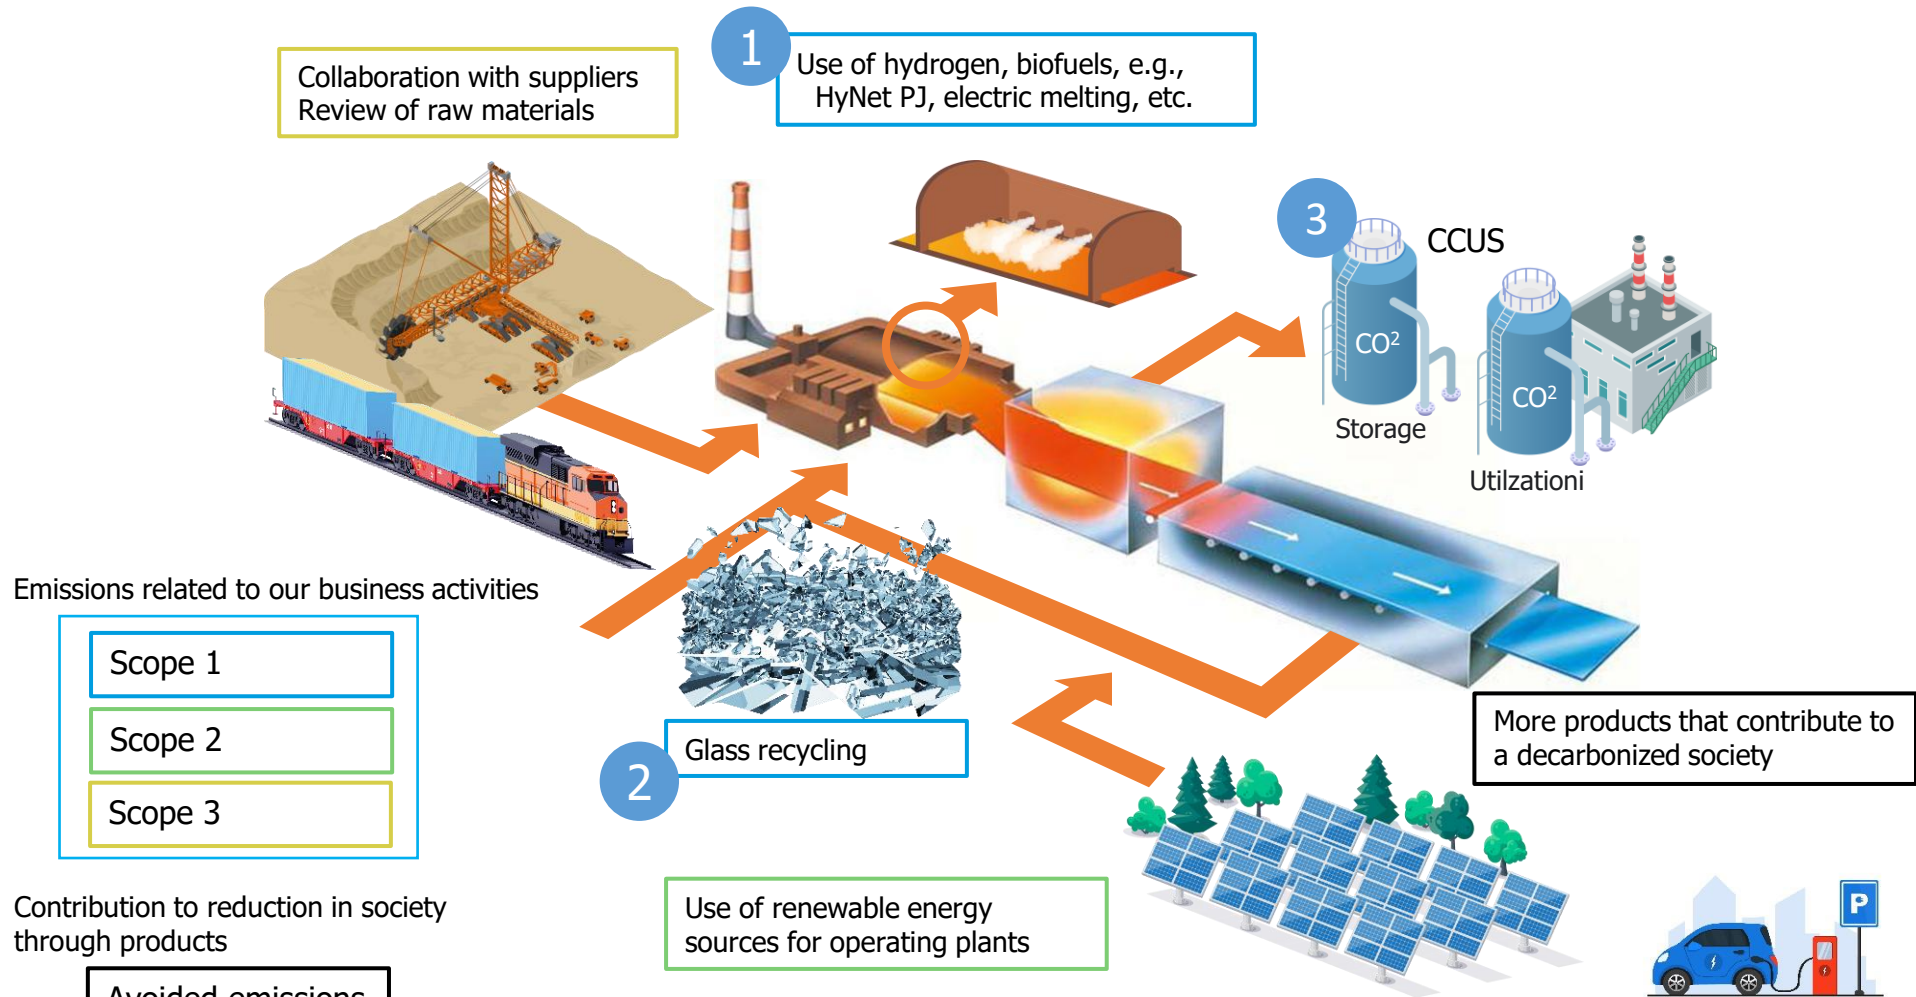 1
Collaboration with suppliers
Review of raw materials
Use of hydrogen, biofuels, e.g.,
HyNet PJ, electric melting, etc.
3
CCUS
CO²
CO²
Storage
Utilzationi
Emissions related to our business activities
Scope 1
Scope 2
Scope 3
2
Glass recycling
More products that contribute to
a decarbonized society
Contribution to reduction in society
through products
Avoided emissions
Use of renewable energy
sources for operating plants
P